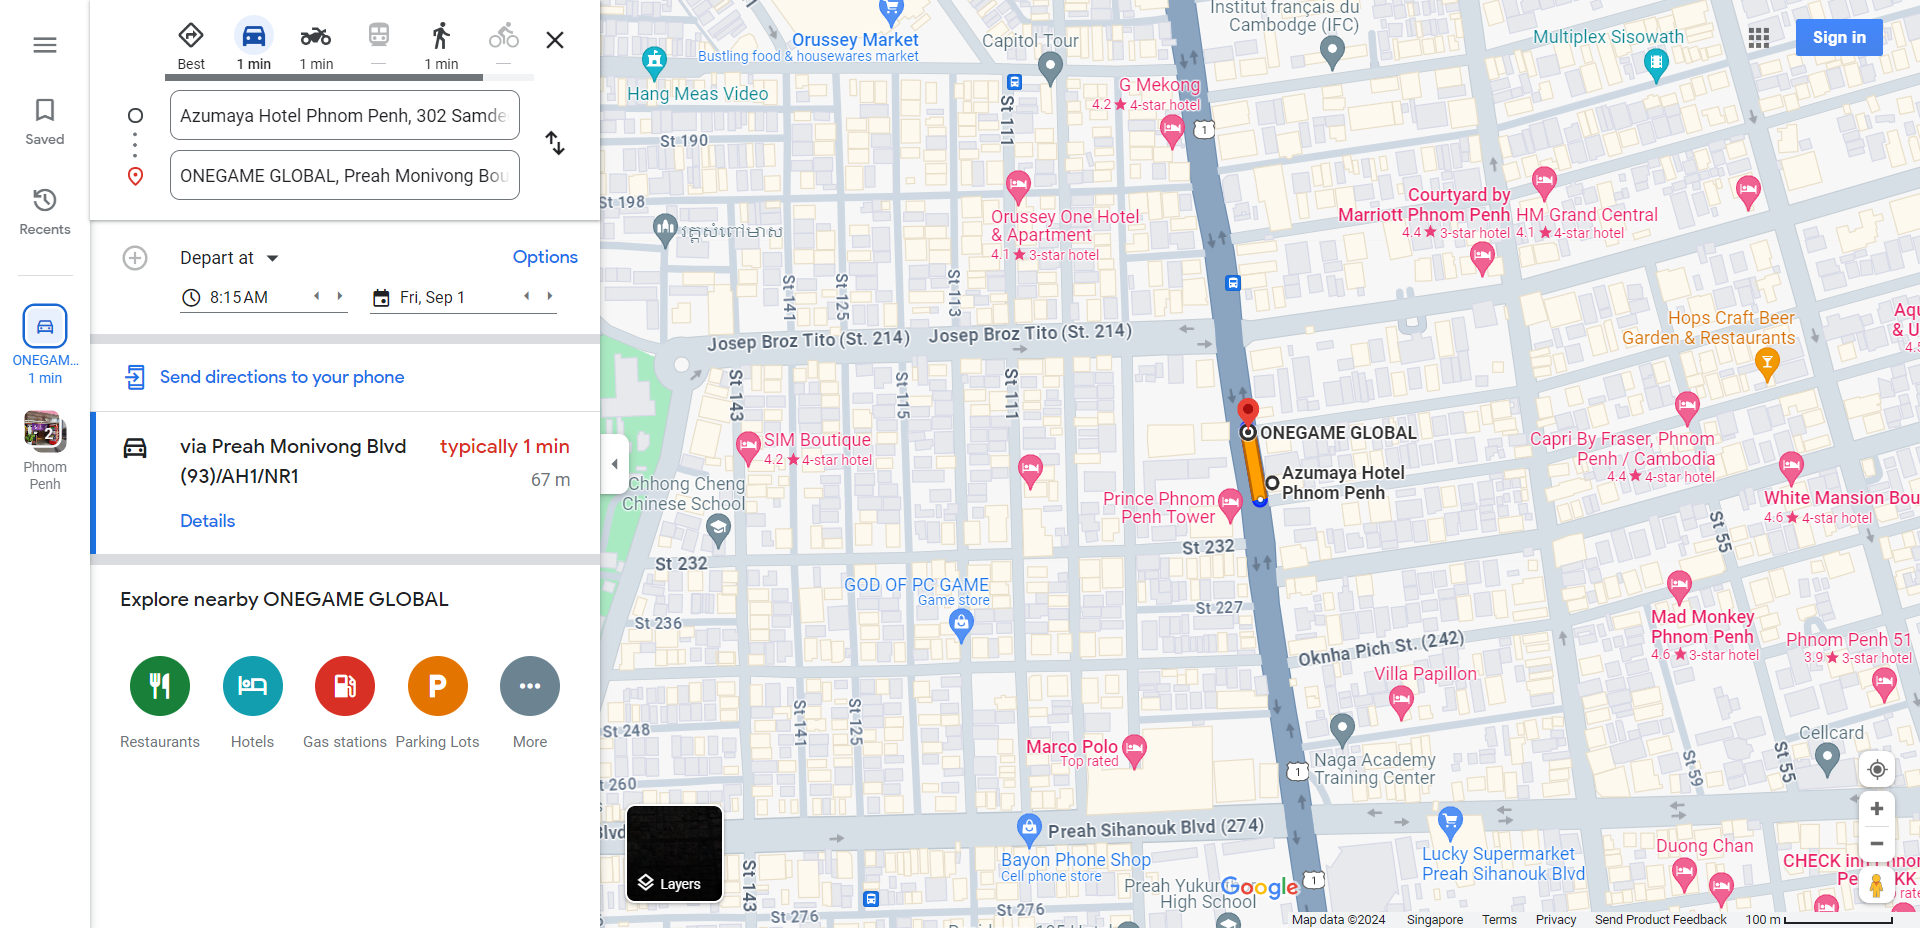 Saved
Recents
ONEGAM...
1 min
Phnom
Penh
2
Best
1 min
1 min
—
1 min
—
Azumaya Hotel Phnom Penh, 302 Samde
ONEGAME GLOBAL, Preah Monivong Bou
Depart at
Options
8:15 AM
Fri, Sep 1
Send directions to your phone
via Preah Monivong Blvd
(93)/AH1/NR1
typically 1 min
67 m
Details
Explore nearby ONEGAME GLOBAL
P
Restaurants
Hotels
Gas stations
Parking Lots
More
Institut français du
Cambodge (IFC)
Orussey Market
Bustling food & housewares market
Capitol Tour
Multiplex Sisowath
Sign in
Hang Meas Video
G Mekong
4.2★4-star hotel
St 111
1
St 190
Courtyard by
Marriott Phnom Penh
4.4★3-star hotel
HM Grand Central
4.1★4-star hotel
St 198
Orussey One Hotel
& Apartment
4.1★3-star hotel
វត្តសំពៅមាស
St 141
St 125
St 113
Josep Broz Tito (St. 214)
Josep Broz Tito (St. 214)
Hops Craft Beer
Garden & Restaurants
Aqu
& U
4.5
St 143
St 115
St 111
SIM Boutique
4.2★4-star hotel
ONEGAME GLOBAL
Azumaya Hotel
Phnom Penh
Capri By Fraser, Phnom
Penh / Cambodia
4.4★4-star hotel
Chhong Cheng
Chinese School
Prince Phnom
Penh Tower
White Mansion Bou
4.6★4-star hotel
St 55
St 232
St 232
GOD OF PC GAME
Game store
St 227
St 236
Mad Monkey
Phnom Penh
4.6★3-star hotel
Phnom Penh 51
3.9★3-star hotel
Oknha Pich St. (242)
Villa Papillon
St 248
St 141
St 125
Marco Polo
Top rated
Naga Academy
Training Center
1
Cellcard
St 59
St 55
St 260
Blvd
Preah Sihanouk Blvd (274)
Bayon Phone Shop
Cell phone store
Lucky Supermarket
Preah Sihanouk Blvd
Duong Chan
Layers
St 143
St 276
St 276
Preah Yukun
High School
Google
1
Map data ©2024
Singapore
Terms
Privacy
Send Product Feedback
100 m